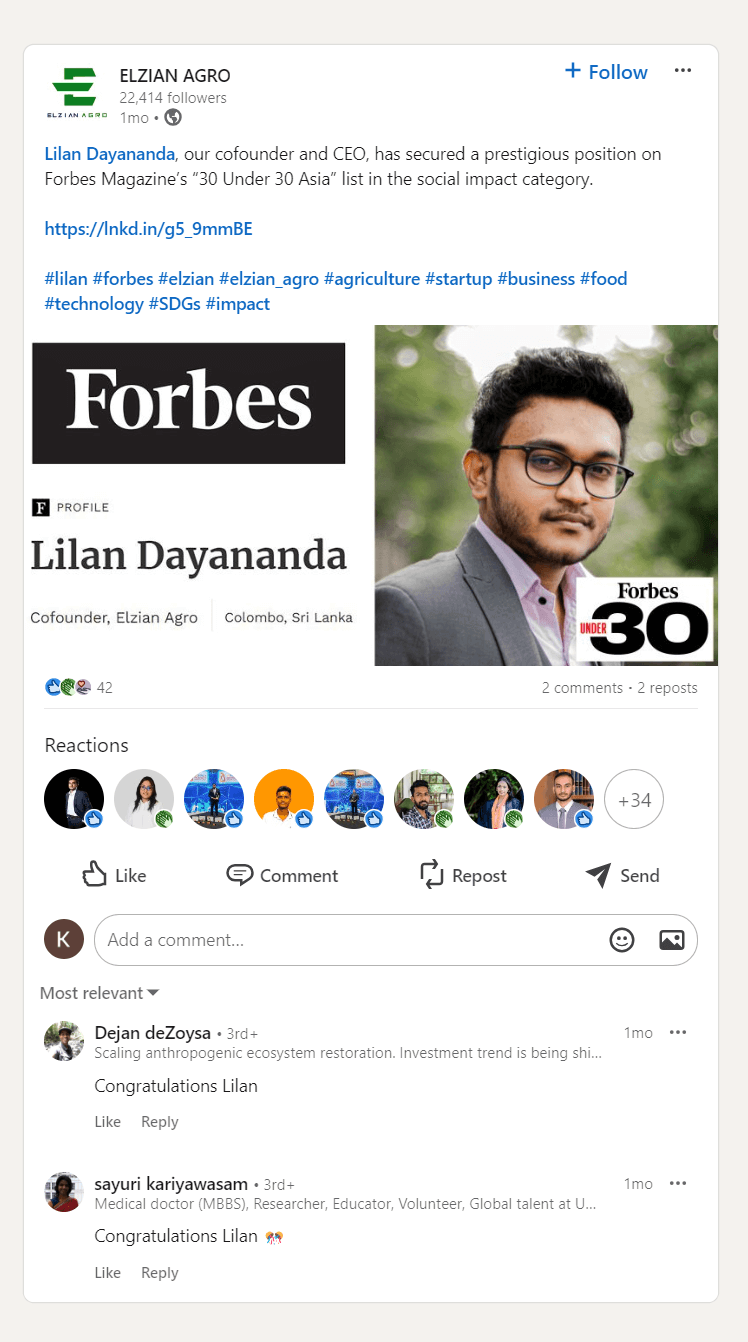 ELZIAN AGRO
+ Follow
22,414 followers
ELZIAN AGRO
1mo •
Lilan Dayananda, our cofounder and CEO, has secured a prestigious position on
Forbes Magazine’s “30 Under 30 Asia” list in the social impact category.
https://lnkd.in/g5_9mmBE
#lilan #forbes #elzian #elzian_agro #agriculture #startup #business #food
#technology #SDGs #impact
Forbes
F PROFILE
Lilan Dayananda
Cofounder, Elzian Agro
Colombo, Sri Lanka
Forbes
UNDER 30
42
2 comments • 2 reposts
Reactions
+34
Like
Comment
Repost
Send
K
Add a comment...
Most relevant
Dejan deZoysa • 3rd+
1mo
Scaling anthropogenic ecosystem restoration. Investment trend is being shi...
Congratulations Lilan
Like Reply
sayuri kariyawasam • 3rd+
1mo
Medical doctor (MBBS), Researcher, Educator, Volunteer, Global talent at U...
Congratulations Lilan 🎊
Like Reply